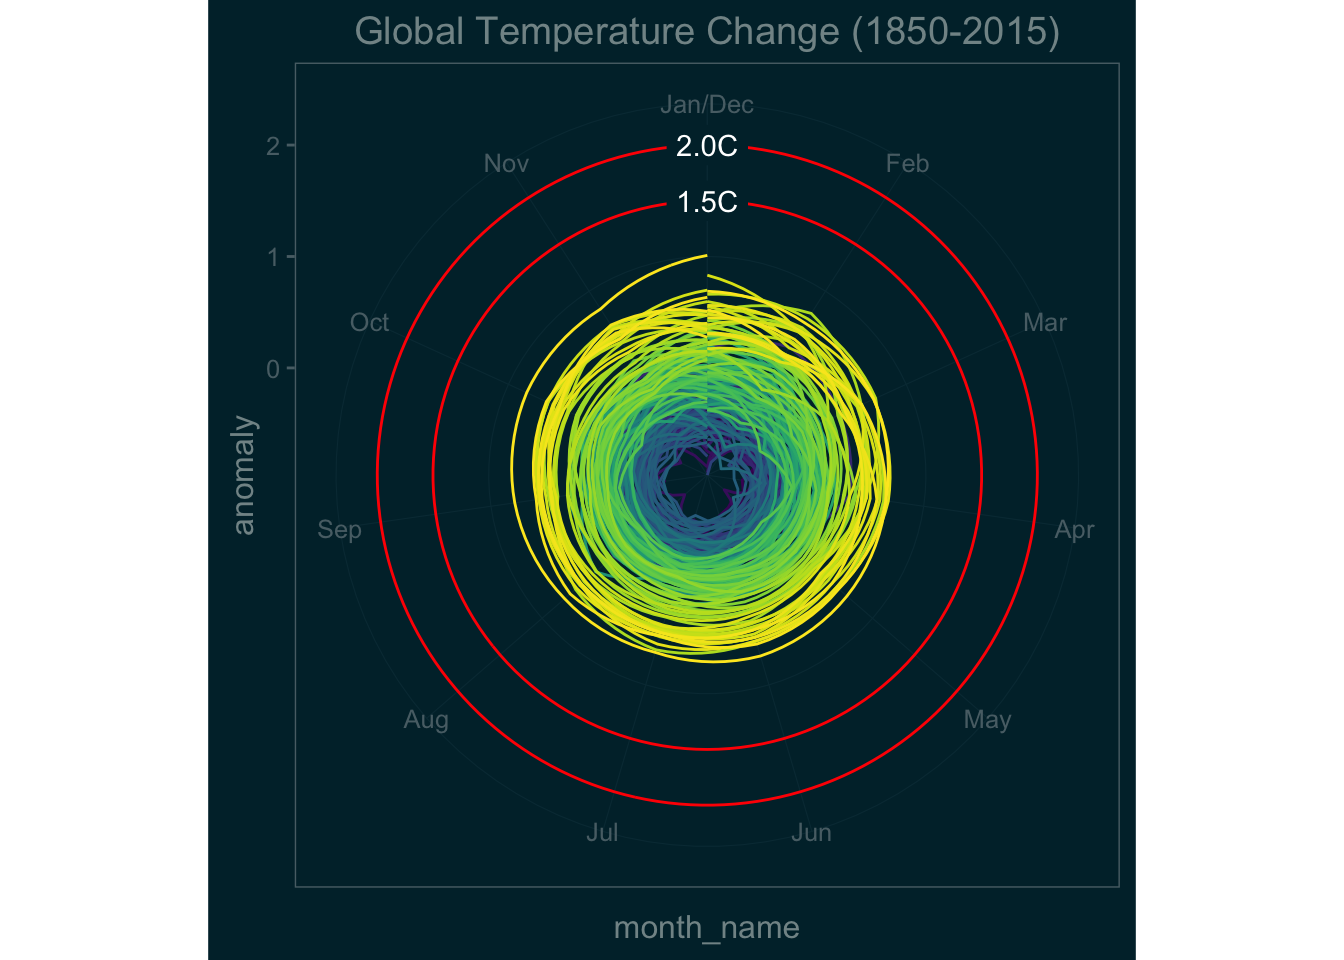 Global Temperature Change (1850-2015)
Jan/Dec
2.0C
1.5C
Nov
Feb
Oct
Mar
Sep
Apr
Aug
May
Jul
Jun
2
1
0
anomaly
month_name